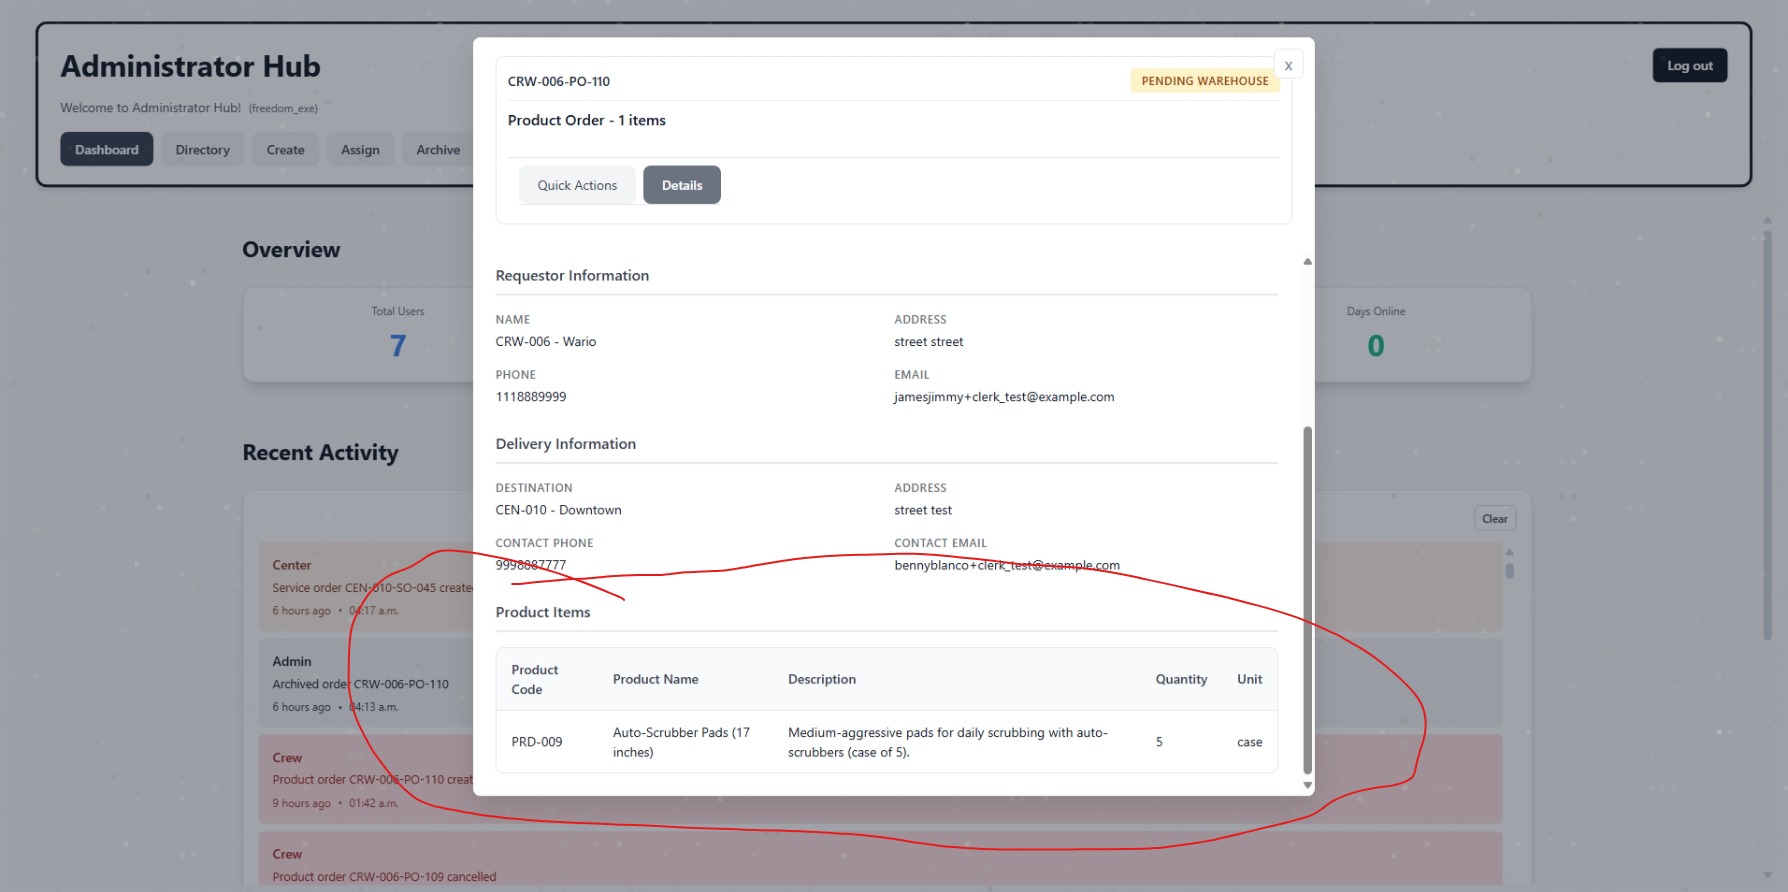 Administrator Hub
Welcome to Administrator Hub! (freedom_exe)
Dashboard
Directory
Create
Assign
Archive
Log out
Overview
Total Users
7
Days Online
0
Recent Activity
Clear
Center
Service order CEN-010-SO-045 create
6 hours ago • 04:17 a.m.
Admin
Archived order CRW-006-PO-110
6 hours ago • 04:13 a.m.
Crew
Product order CRW-006-PO-110 creat
9 hours ago • 01:42 a.m.
Crew
Product order CRW-006-PO-109 cancelled
X
CRW-006-PO-110
PENDING WAREHOUSE
Product Order - 1 items
Quick Actions
Details
Requestor Information
NAME
CRW-006 - Wario
ADDRESS
street street
PHONE
1118889999
EMAIL
jamesjimmy+clerk_test@example.com
Delivery Information
DESTINATION
CEN-010 - Downtown
ADDRESS
street test
CONTACT PHONE
9998887777
CONTACT EMAIL
bennyblanco+clerk_test@example.com
Product Items
Product
Code
Product Name
Description
Quantity
Unit
PRD-009
Auto-Scrubber Pads (17
inches)
Medium-aggressive pads for daily scrubbing with auto-
scrubbers (case of 5).
5
case